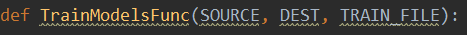 def TrainModelsFunc(SOURCE, DEST, TRAIN_FILE):